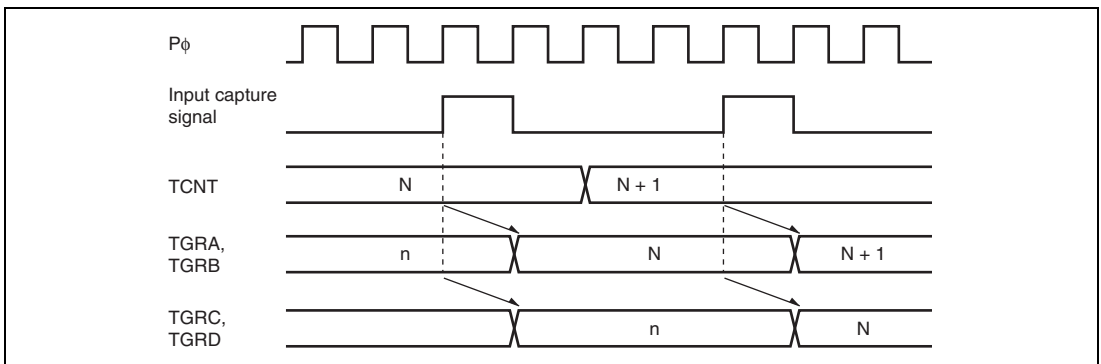 Pϕ
Input capture
signal
TCNT
N
N + 1
TGRA,
TGRB
n
N
N + 1
TGRC,
TGRD
n
N